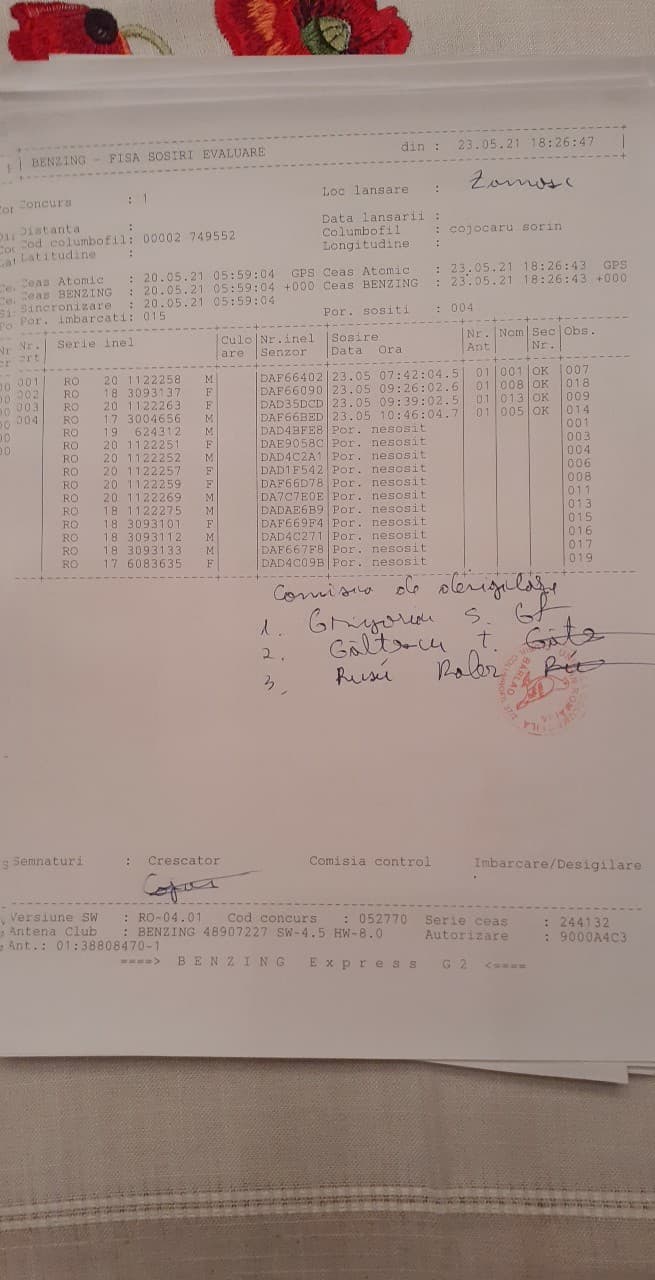 BENZING - FISA SOSIRI EVALUARE din : 23.05.21 18:26:47
Concurs : 1 Loc lansare : Zamosc
Distanta : Data lansarii :
Cod columbofil: 00002 749552 Columbofil : cojocaru sorin
Latitudine : Longitudine :
Ceas Atomic : 20.05.21 05:59:04 GPS Ceas Atomic : 23.05.21 18:26:43 GPS
Ceas BENZING : 20.05.21 05:59:04 +000 Ceas BENZING : 23.05.21 18:26:43 +000
Sincronizare : 20.05.21 05:59:04
Por. imbarcati: 015 Por. sositi : 004
Nr. Serie inel Culo Nr.inel Sosire Nr. Nom Sec Obs.
crt are Senzor Data Ora Ant Nr.
001 RO 20 1122258 M DAF66402 23.05 07:42:04.5 01 001 OK 007
002 RO 18 3093137 F DAF66090 23.05 09:26:02.6 01 008 OK 018
003 RO 20 1122263 F DAD35DCD 23.05 09:39:02.5 01 013 OK 009
004 RO 17 3004656 M DAF66BED 23.05 10:46:04.7 01 005 OK 014
RO 19 624312 M DAD4BFE8 Por. nesosit 001
RO 20 1122251 F DAE9058C Por. nesosit 003
RO 20 1122252 M DAD4C2A1 Por. nesosit 004
RO 20 1122257 F DAD1F542 Por. nesosit 006
RO 20 1122259 F DAF66D78 Por. nesosit 008
RO 20 1122269 M DA7C7E0E Por. nesosit 011
RO 18 1122275 M DADAE6B9 Por. nesosit 013
RO 18 3093101 F DAF669F4 Por. nesosit 015
RO 18 3093112 M DAD4C271 Por. nesosit 016
RO 18 3093133 M DAF667F8 Por. nesosit 017
RO 17 6083635 F DAD4C09B Por. nesosit 019
Comisia de desigilare
1. Grigoriu S.
2. T.
3. Rusu
Semnaturi : Crescator Comisia control Imbarcare/Desigilare
Versiune SW : RO-04.01 Cod concurs : 052770 Serie ceas : 244132
Antena Club : BENZING 48907227 SW-4.5 HW-8.0 Autorizare : 9000A4C3
Ant.: 01:38808470-1
====> B E N Z I N G E x p r e s s G 2 <====